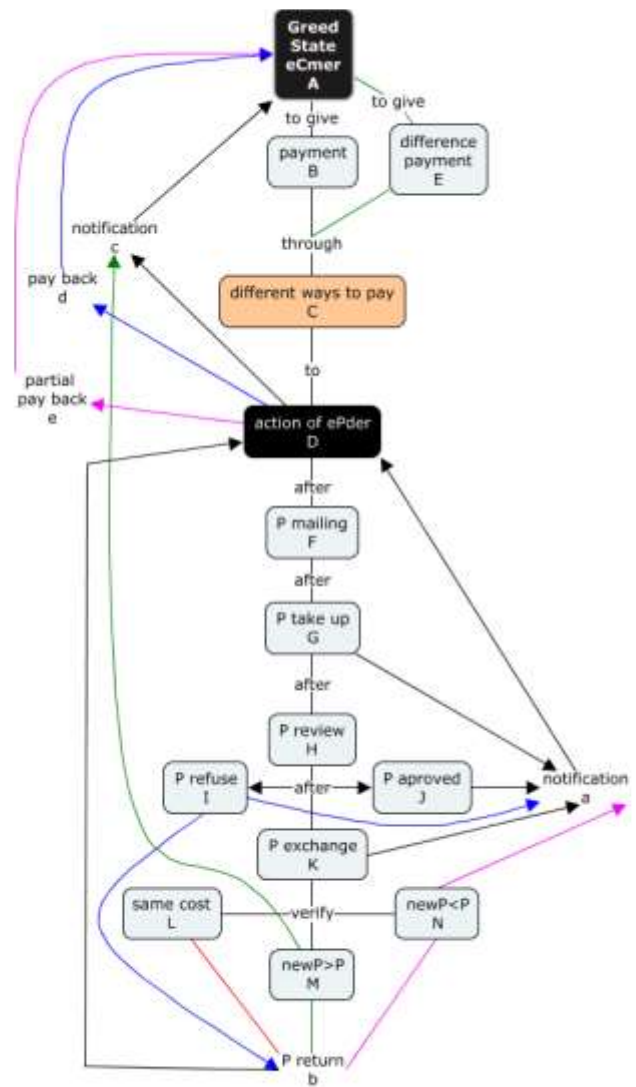 Greed
State
eCmer
A
to give
to give
payment
B
difference
payment
E
notification
c
through
pay back
d
different ways to pay
C
to
partial
pay back
e
action of ePder
D
after
P mailing
F
after
P take up
G
after
P review
H
P refuse
I
after
P aproved
J
notification
a
P exchange
K
same cost
L
verify
newP<P
N
newP>P
M
P return
b